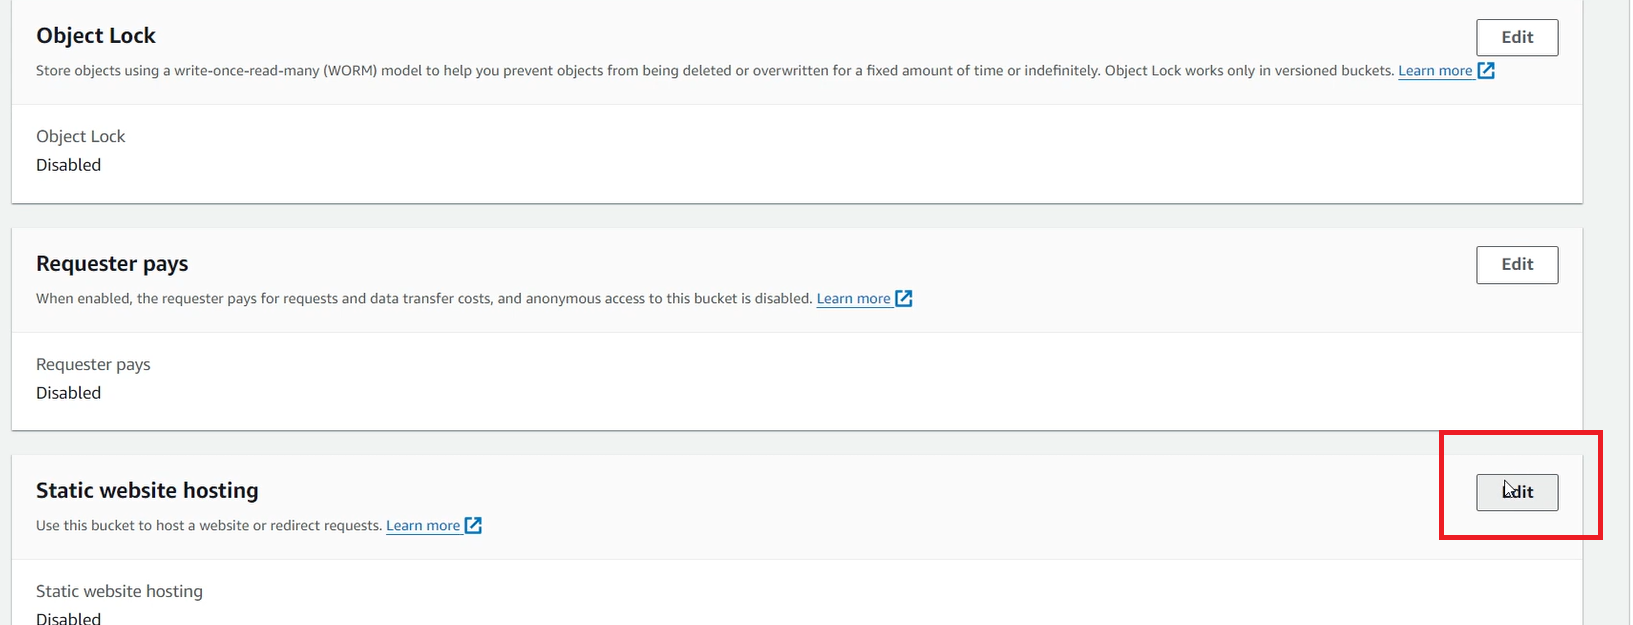 Object Lock
Edit
Store objects using a write-once-read-many (WORM) model to help you prevent objects from being deleted or overwritten for a fixed amount of time or indefinitely. Object Lock works only in versioned buckets. Learn more
Object Lock
Disabled
Requester pays
Edit
When enabled, the requester pays for requests and data transfer costs, and anonymous access to this bucket is disabled. Learn more
Requester pays
Disabled
Static website hosting
Edit
Use this bucket to host a website or redirect requests. Learn more
Static website hosting
Disabled